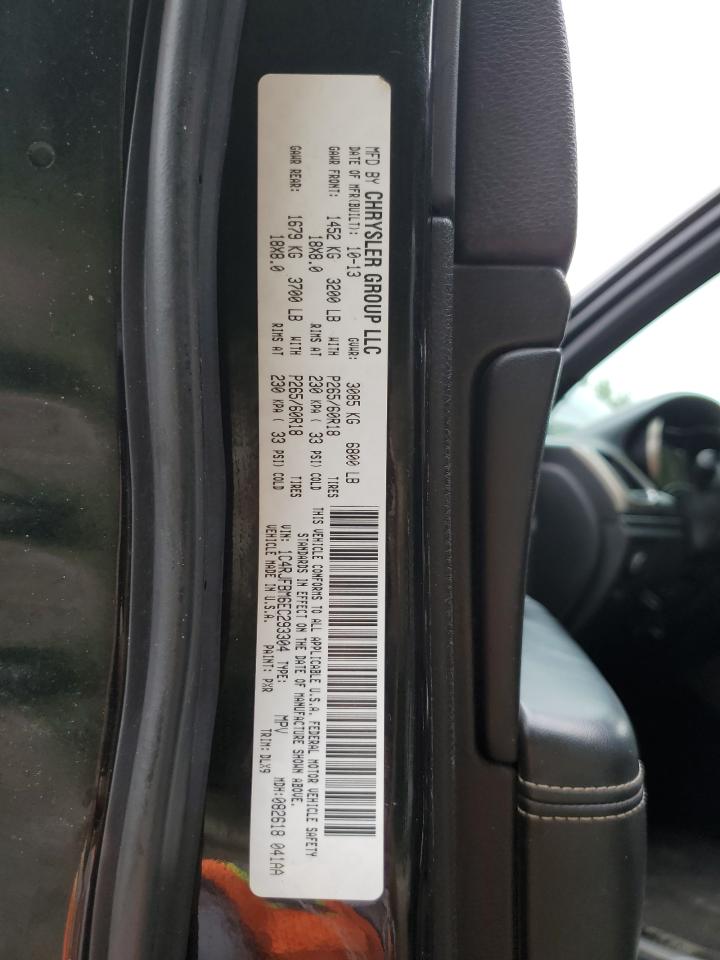 MFD BY CHRYSLER GROUP LLC
DATE OF MFR(BUILT): 10-13 GVWR: 3085 KG 6800 LB
GAWR FRONT: 1452 KG 3200 LB WITH P265/60R18 TIRES
18X8.0 RIMS AT 230 KPA ( 33 PSI) COLD
GAWR REAR: 1679 KG 3700 LB WITH P265/60R18 TIRES
18X8.0 RIMS AT 230 KPA ( 33 PSI) COLD
THIS VEHICLE CONFORMS TO ALL APPLICABLE U.S.A. FEDERAL MOTOR VEHICLE SAFETY
STANDARDS IN EFFECT ON THE DATE OF MANUFACTURE SHOWN ABOVE.
VIN: 1C4RJFBM6EC293304 TYPE: MPV MDH:082618 041AA
VEHICLE MADE IN U.S.A. PAINT: PXR TRIM: DLX9